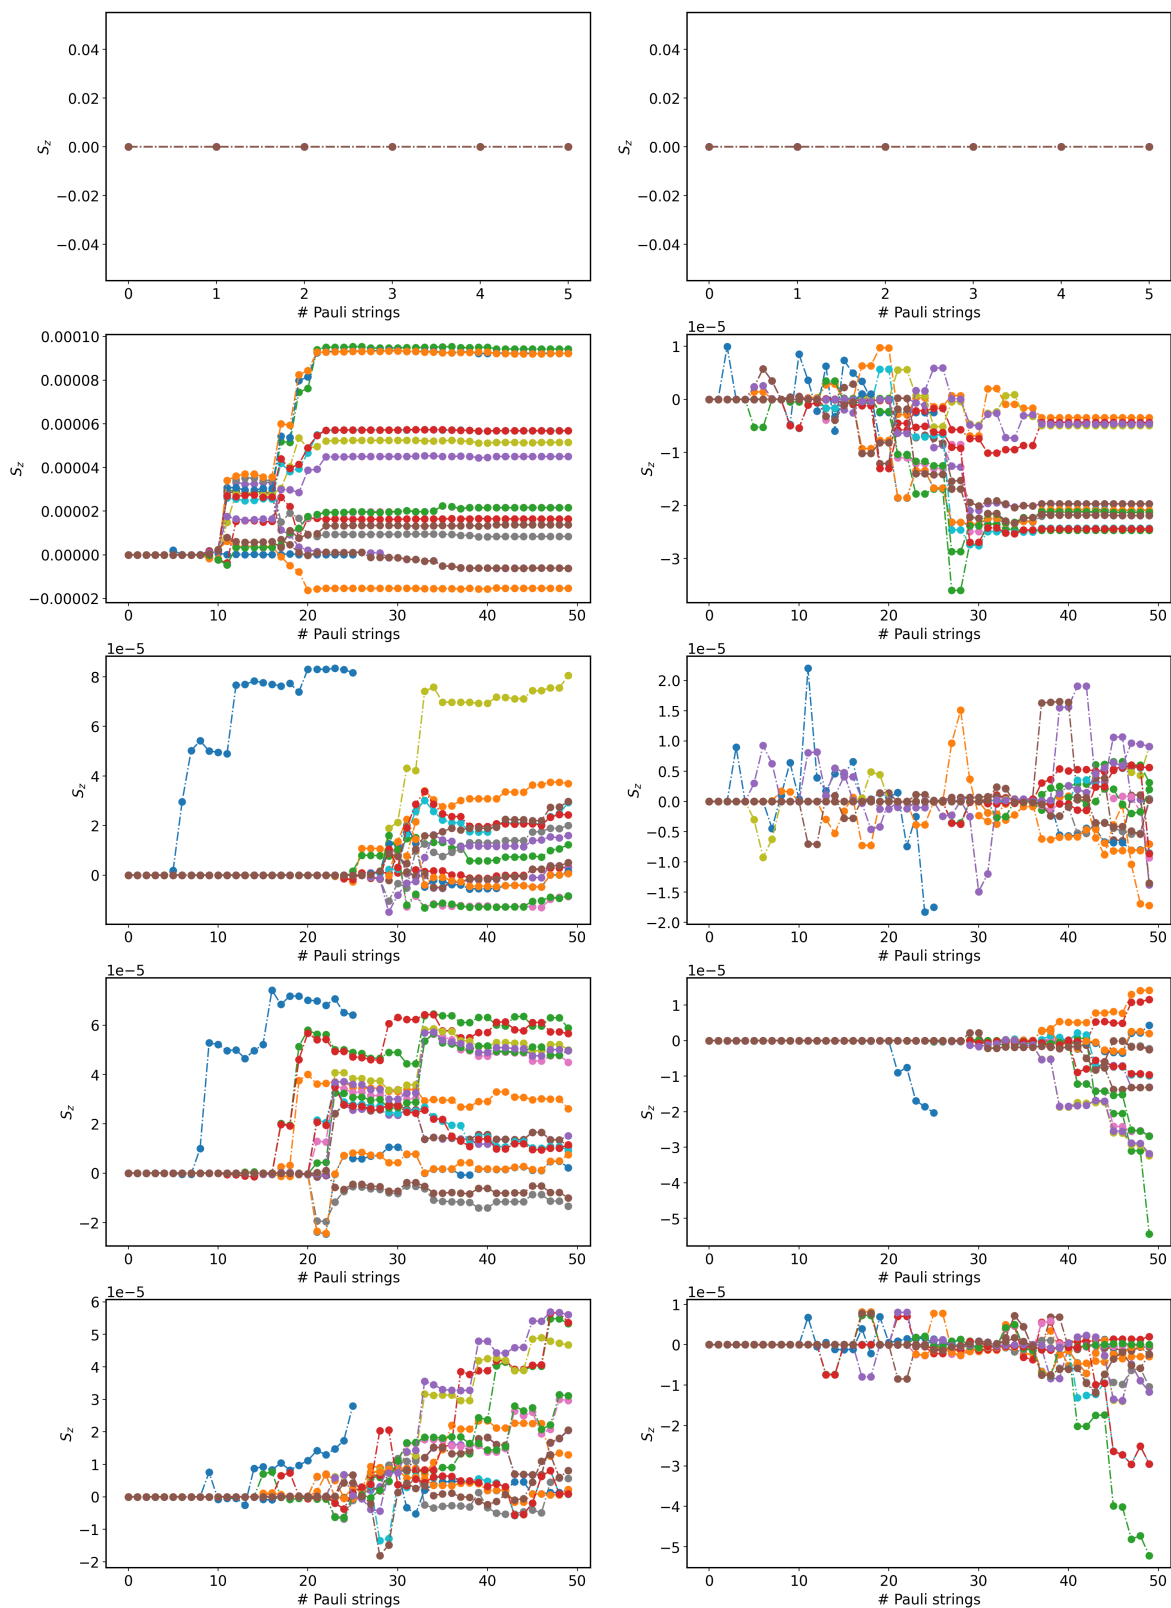 0.04
0.02
0.00
−0.02
−0.04
S_z
0 1 2 3 4 5
# Pauli strings
0.04
0.02
0.00
−0.02
−0.04
S_z
0 1 2 3 4 5
# Pauli strings
0.00010
0.00008
0.00006
0.00004
0.00002
0.00000
−0.00002
S_z
0 10 20 30 40 50
# Pauli strings
1e−5
1
0
−1
−2
−3
S_z
0 10 20 30 40 50
# Pauli strings
1e−5
8
6
4
2
0
S_z
0 10 20 30 40 50
# Pauli strings
1e−5
2.0
1.5
1.0
0.5
0.0
−0.5
−1.0
−1.5
−2.0
S_z
0 10 20 30 40 50
# Pauli strings
1e−5
6
4
2
0
−2
S_z
0 10 20 30 40 50
# Pauli strings
1e−5
1
0
−1
−2
−3
−4
−5
S_z
0 10 20 30 40 50
# Pauli strings
1e−5
6
5
4
3
2
1
0
−1
−2
S_z
0 10 20 30 40 50
# Pauli strings
1e−5
1
0
−1
−2
−3
−4
−5
S_z
0 10 20 30 40 50
# Pauli strings